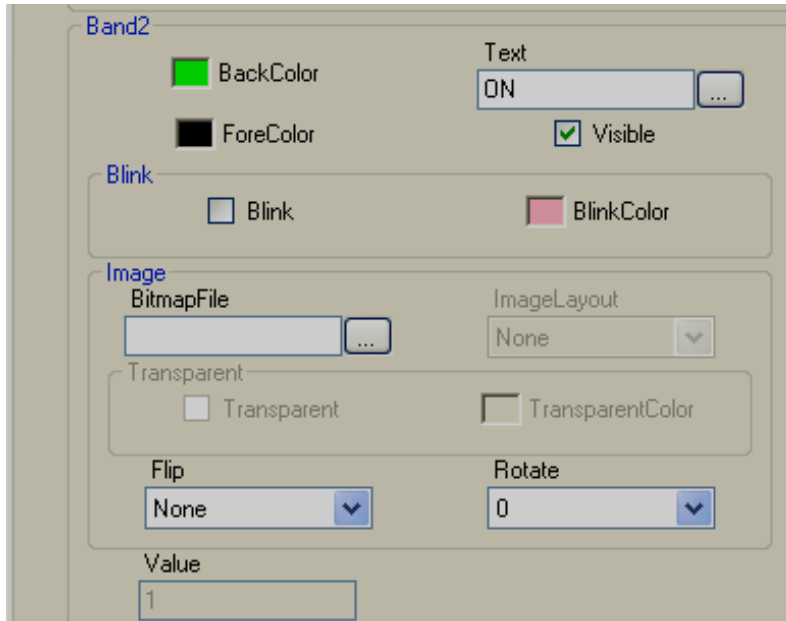 Band2
BackColor
Text
ON
...
ForeColor
Visible
Blink
Blink
BlinkColor
Image
BitmapFile
...
ImageLayout
None
Transparent
Transparent
TransparentColor
Flip
None
Rotate
0
Value
1